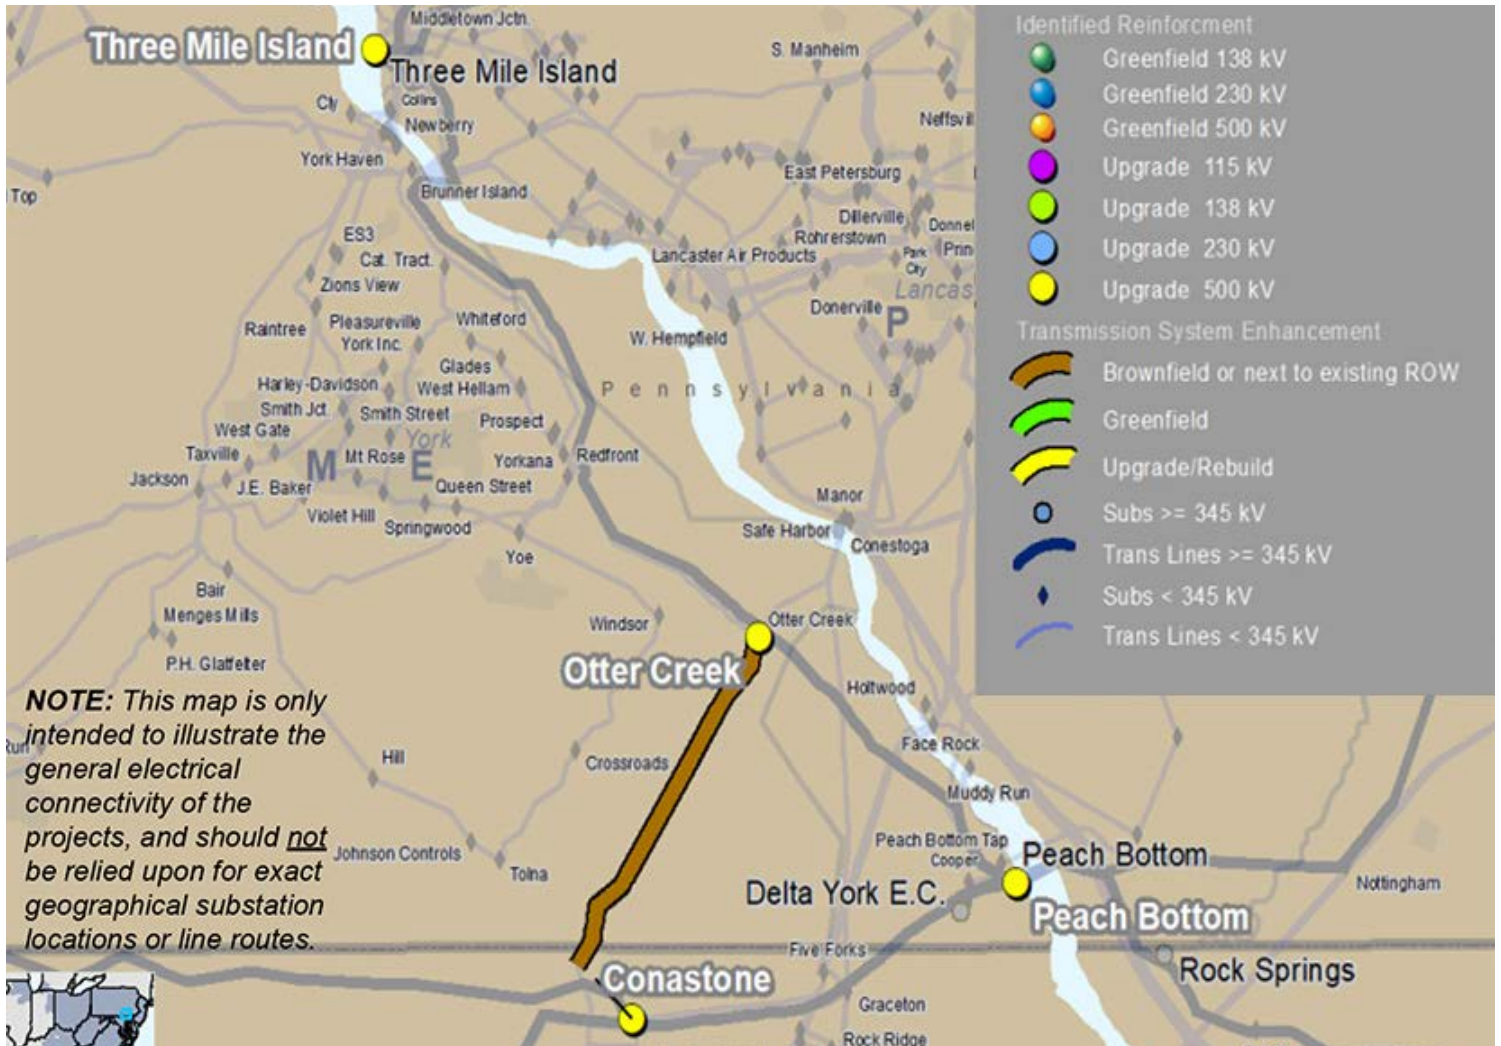 Middletown Jctn.
Three Mile Island
Three Mile Island
S. Manheim
Cly
Collins
Newberry
Neffsvil
York Haven
East Petersburg
Top
Brunner Island
Dillerville
Donnel
ES3
Rohrerstown
Cat. Tract.
Lancaster Air Products
Park
City
Prin
Zions View
Lancas
Donerville
P
Raintree
Pleasureville
Whiteford
York Inc.
W. Hempfield
Glades
Harley-Davidson
West Hellam
Pennsylvania
Smith Jct.
Smith Street
Prospect
West Gate
York
Taxville
M
Mt Rose
E
Yorkana
Redfront
Jackson
J.E. Baker
Queen Street
Manor
Violet Hill
Springwood
Safe Harbor
Conestoga
Yoe
Bair
Menges Mills
Windsor
Otter Creek
P.H. Glatfelter
Otter Creek
Holtwood
Face Rock
Hill
Crossroads
Muddy Run
Peach Bottom Tap
Cooper
Johnson Controls
Tolna
Peach Bottom
Nottingham
Delta York E.C.
Peach Bottom
Five Forks
Conastone
Rock Springs
Graceton
Rock Ridge
NOTE: This map is only
intended to illustrate the
general electrical
connectivity of the
projects, and should not
be relied upon for exact
geographical substation
locations or line routes.
Identified Reinforcment
Greenfield 138 kV
Greenfield 230 kV
Greenfield 500 kV
Upgrade 115 kV
Upgrade 138 kV
Upgrade 230 kV
Upgrade 500 kV
Transmission System Enhancement
Brownfield or next to existing ROW
Greenfield
Upgrade/Rebuild
Subs >= 345 kV
Trans Lines >= 345 kV
Subs < 345 kV
Trans Lines < 345 kV